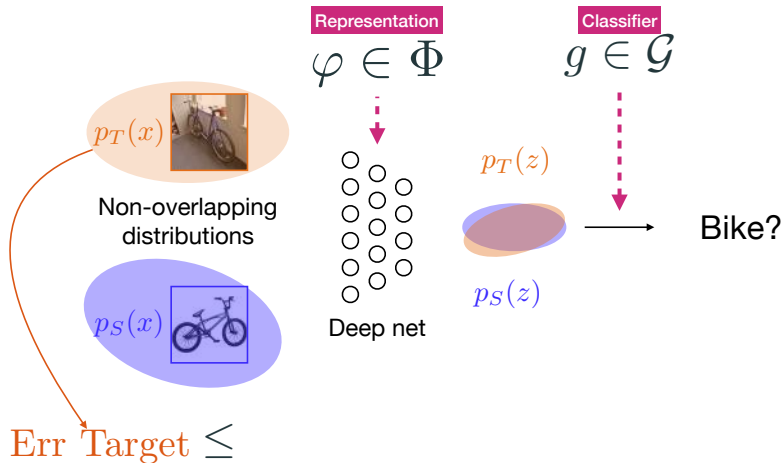 Representation
φ ∈ Φ
Classifier
g ∈ 𝒢
p_T(x)
Non-overlapping
distributions
p_S(x)
Deep net
p_T(z)
p_S(z)
Bike?
Err Target ≤